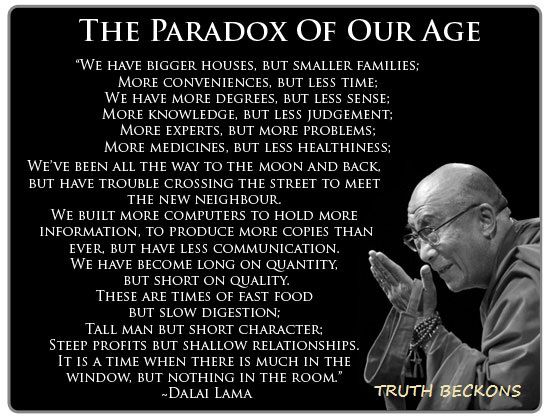 The Paradox Of Our Age
“We have bigger houses, but smaller families;
More conveniences, but less time;
We have more degrees, but less sense;
More knowledge, but less judgement;
More experts, but more problems;
More medicines, but less healthiness;
We’ve been all the way to the moon and back,
but have trouble crossing the street to meet
the new neighbour.
We built more computers to hold more
information, to produce more copies than
ever, but have less communication.
We have become long on quantity,
but short on quality.
These are times of fast food
but slow digestion;
Tall man but short character;
Steep profits but shallow relationships.
It is a time when there is much in the
window, but nothing in the room.”
~Dalai Lama
TRUTH BECKONS